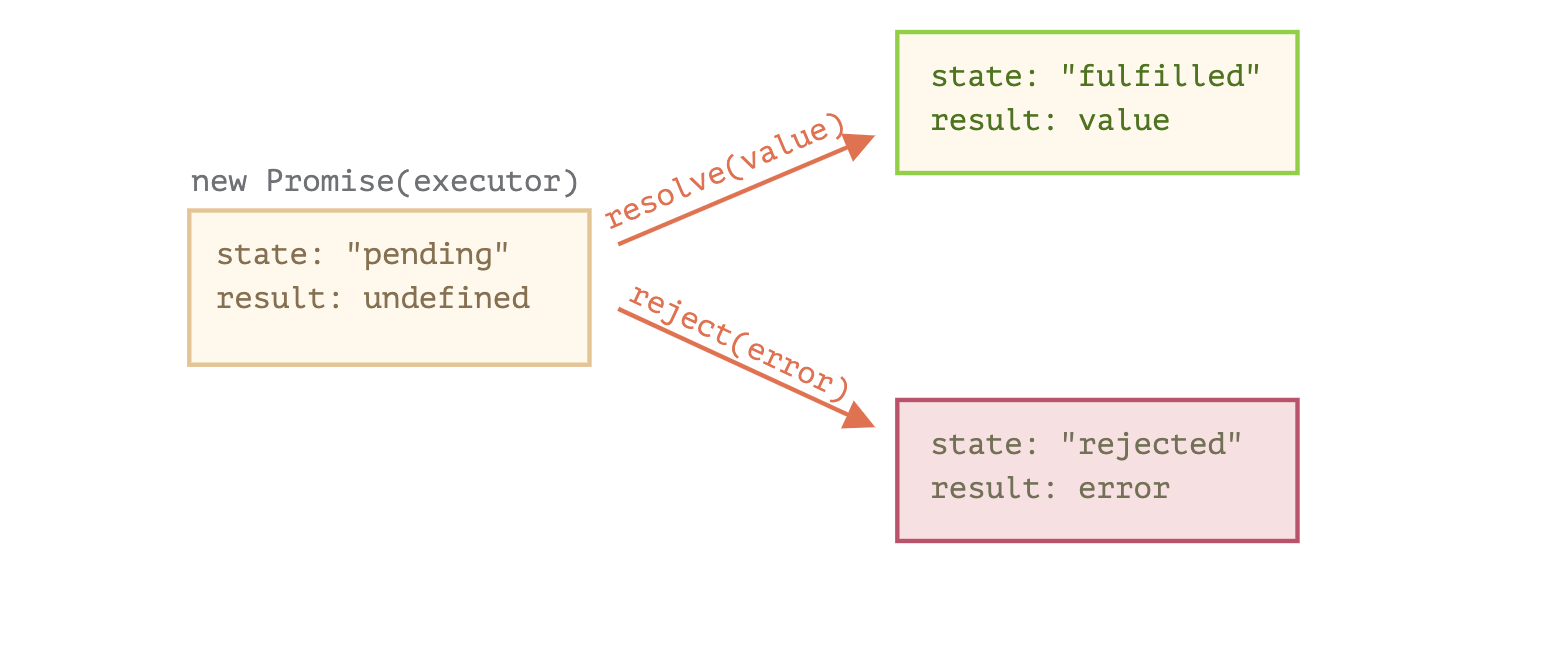 new Promise(executor)
state: "pending"
result: undefined
resolve(value)
reject(error)
state: "fulfilled"
result: value
state: "rejected"
result: error